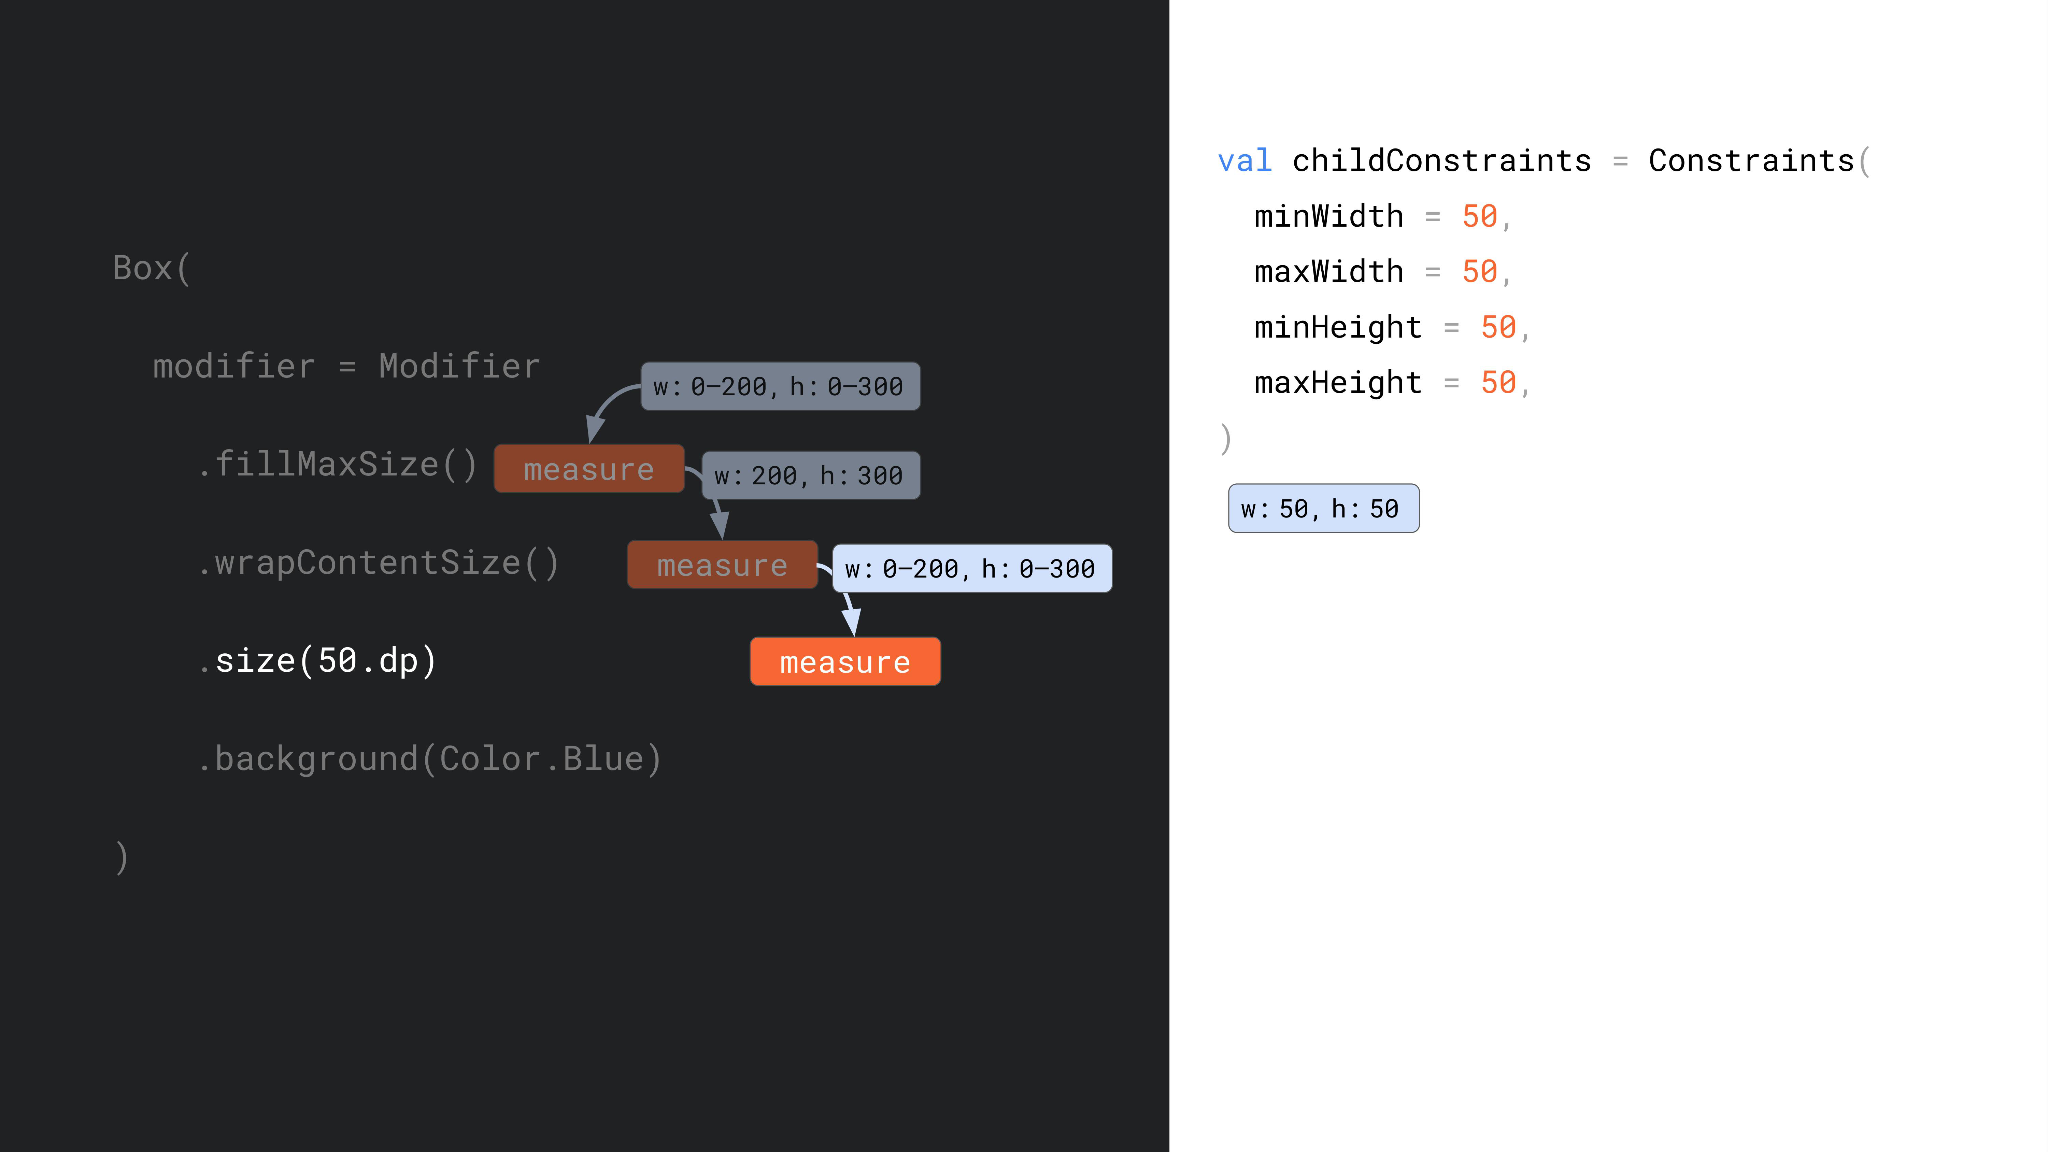 Box(
modifier = Modifier
w: 0–200, h: 0–300
.fillMaxSize()
measure
w: 200, h: 300
.wrapContentSize()
measure
w: 0–200, h: 0–300
.size(50.dp)
measure
.background(Color.Blue)
)
val childConstraints = Constraints(
minWidth = 50,
maxWidth = 50,
minHeight = 50,
maxHeight = 50,
)
w: 50, h: 50